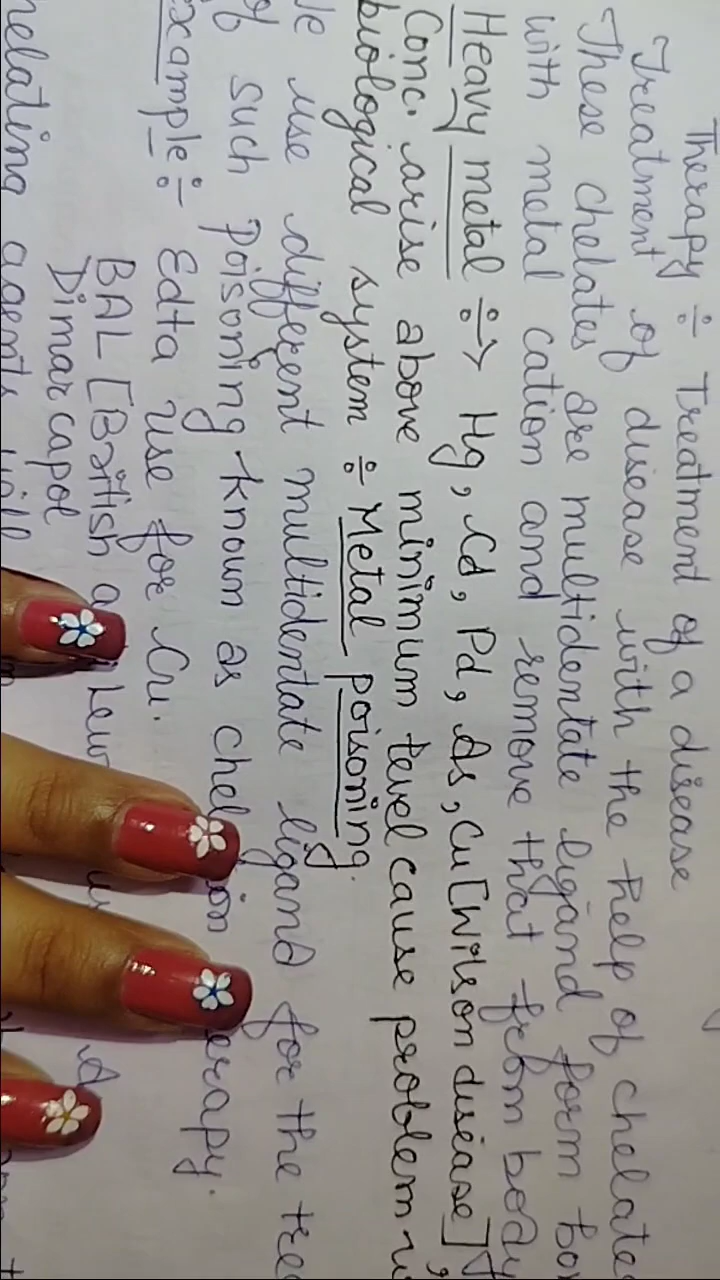 Therapy ÷ Treatment of a disease
Treatment of disease with the help of chelate
These chelates are multidentate ligand form
with metal cation and remove that from body
Heavy metal ÷→ Hg, Cd, Pd, As, Cu [Wilson disease]
Conc. arise above minimum level cause problem
biological system ÷ Metal poisoning.
use different multidentate ligand for the
such poisoning known as
Example ÷ Edta use for Cu.
BAL [British
Dimarcapol
agents